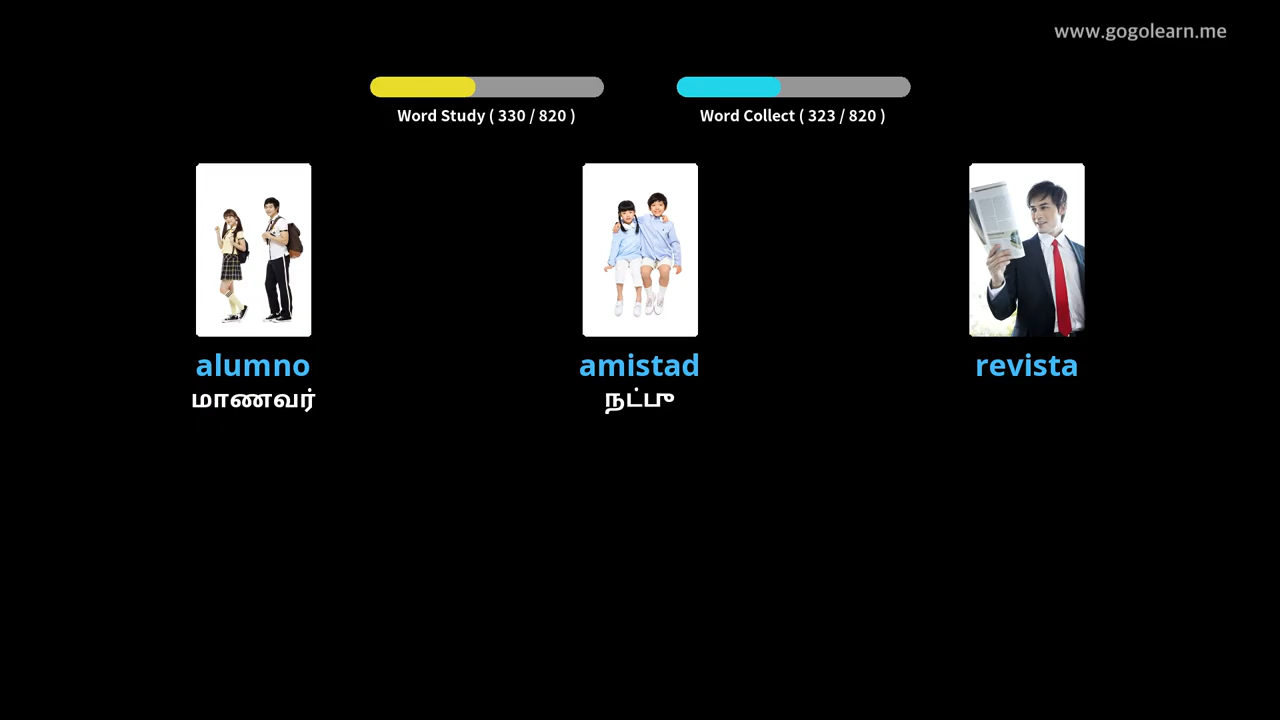 www.gogolearn.me
Word Study ( 330 / 820 )
Word Collect ( 323 / 820 )
alumno
amistad
revista
மாணவர்
நட்பு